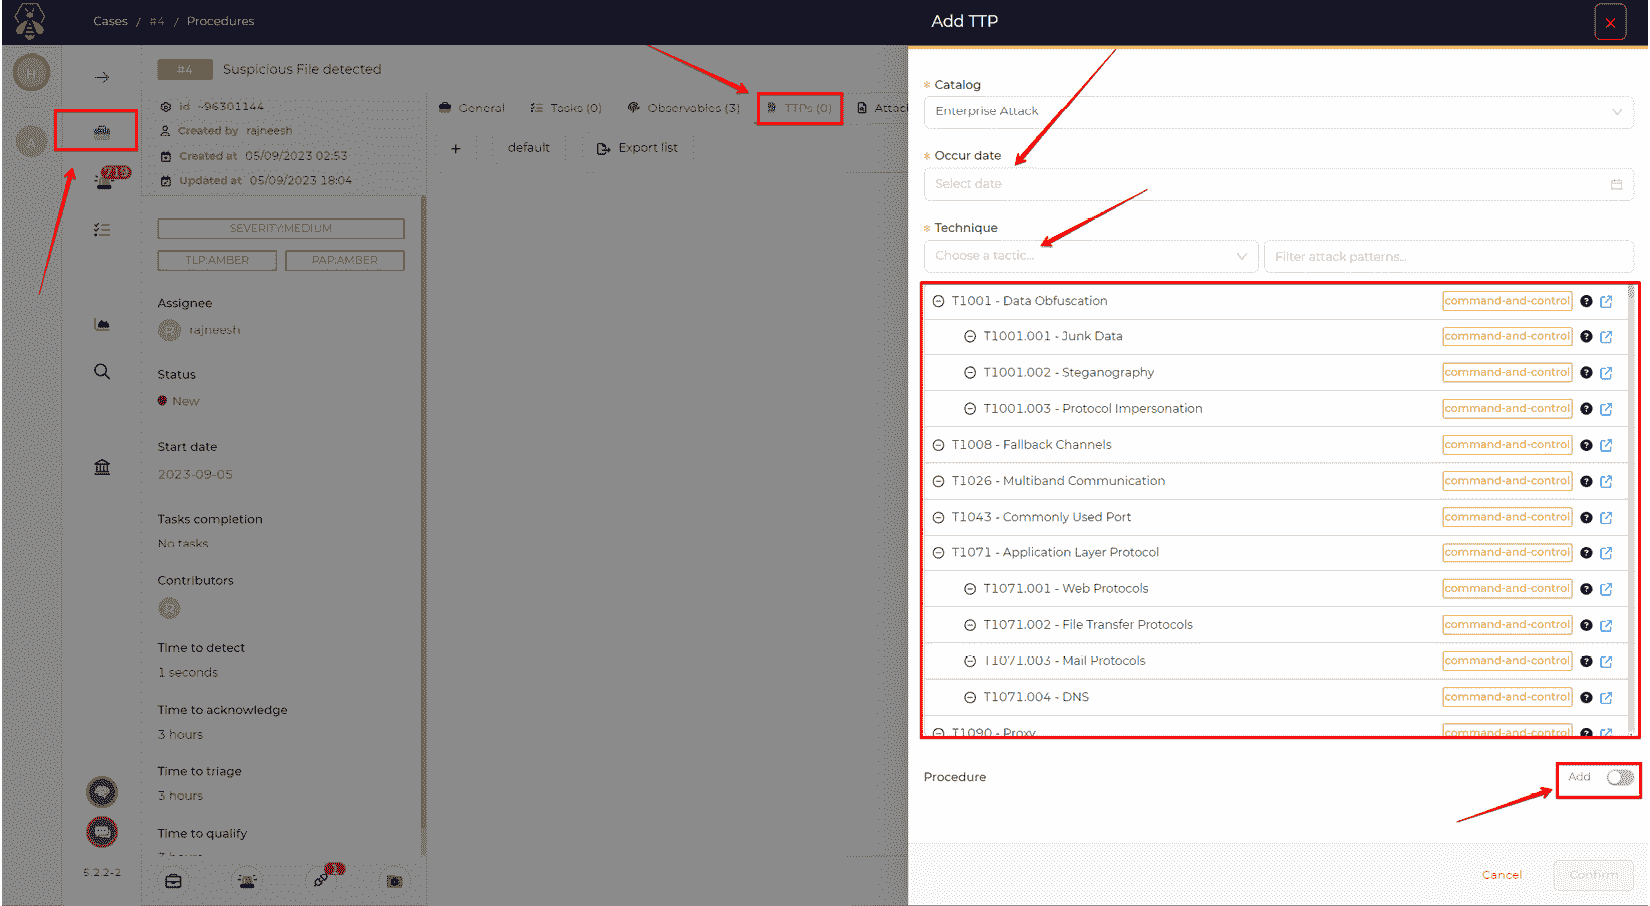 Cases / #4 / Procedures
Add TTP
H
A
#4 Suspicious File detected
id ~96301144
Created by rajneesh
Created at 05/09/2023 02:53
Updated at 05/09/2023 18:04
General Tasks (0) Observables (3) TTPs (0) Attac
+ default Export list
SEVERITY:MEDIUM
TLP:AMBER PAP:AMBER
Assignee
R rajneesh
Status
New
Start date
2023-09-05
Tasks completion
No tasks
Contributors
R
Time to detect
1 seconds
Time to acknowledge
3 hours
Time to triage
3 hours
Time to qualify
3 hours
5.2.2-2
* Catalog
Enterprise Attack
* Occur date
Select date
* Technique
Choose a tactic... Filter attack patterns...
T1001 - Data Obfuscation command-and-control
T1001.001 - Junk Data command-and-control
T1001.002 - Steganography command-and-control
T1001.003 - Protocol Impersonation command-and-control
T1008 - Fallback Channels command-and-control
T1026 - Multiband Communication command-and-control
T1043 - Commonly Used Port command-and-control
T1071 - Application Layer Protocol command-and-control
T1071.001 - Web Protocols command-and-control
T1071.002 - File Transfer Protocols command-and-control
T1071.003 - Mail Protocols command-and-control
T1071.004 - DNS command-and-control
T1090 - Proxy command-and-control
Procedure Add
Cancel Confirm